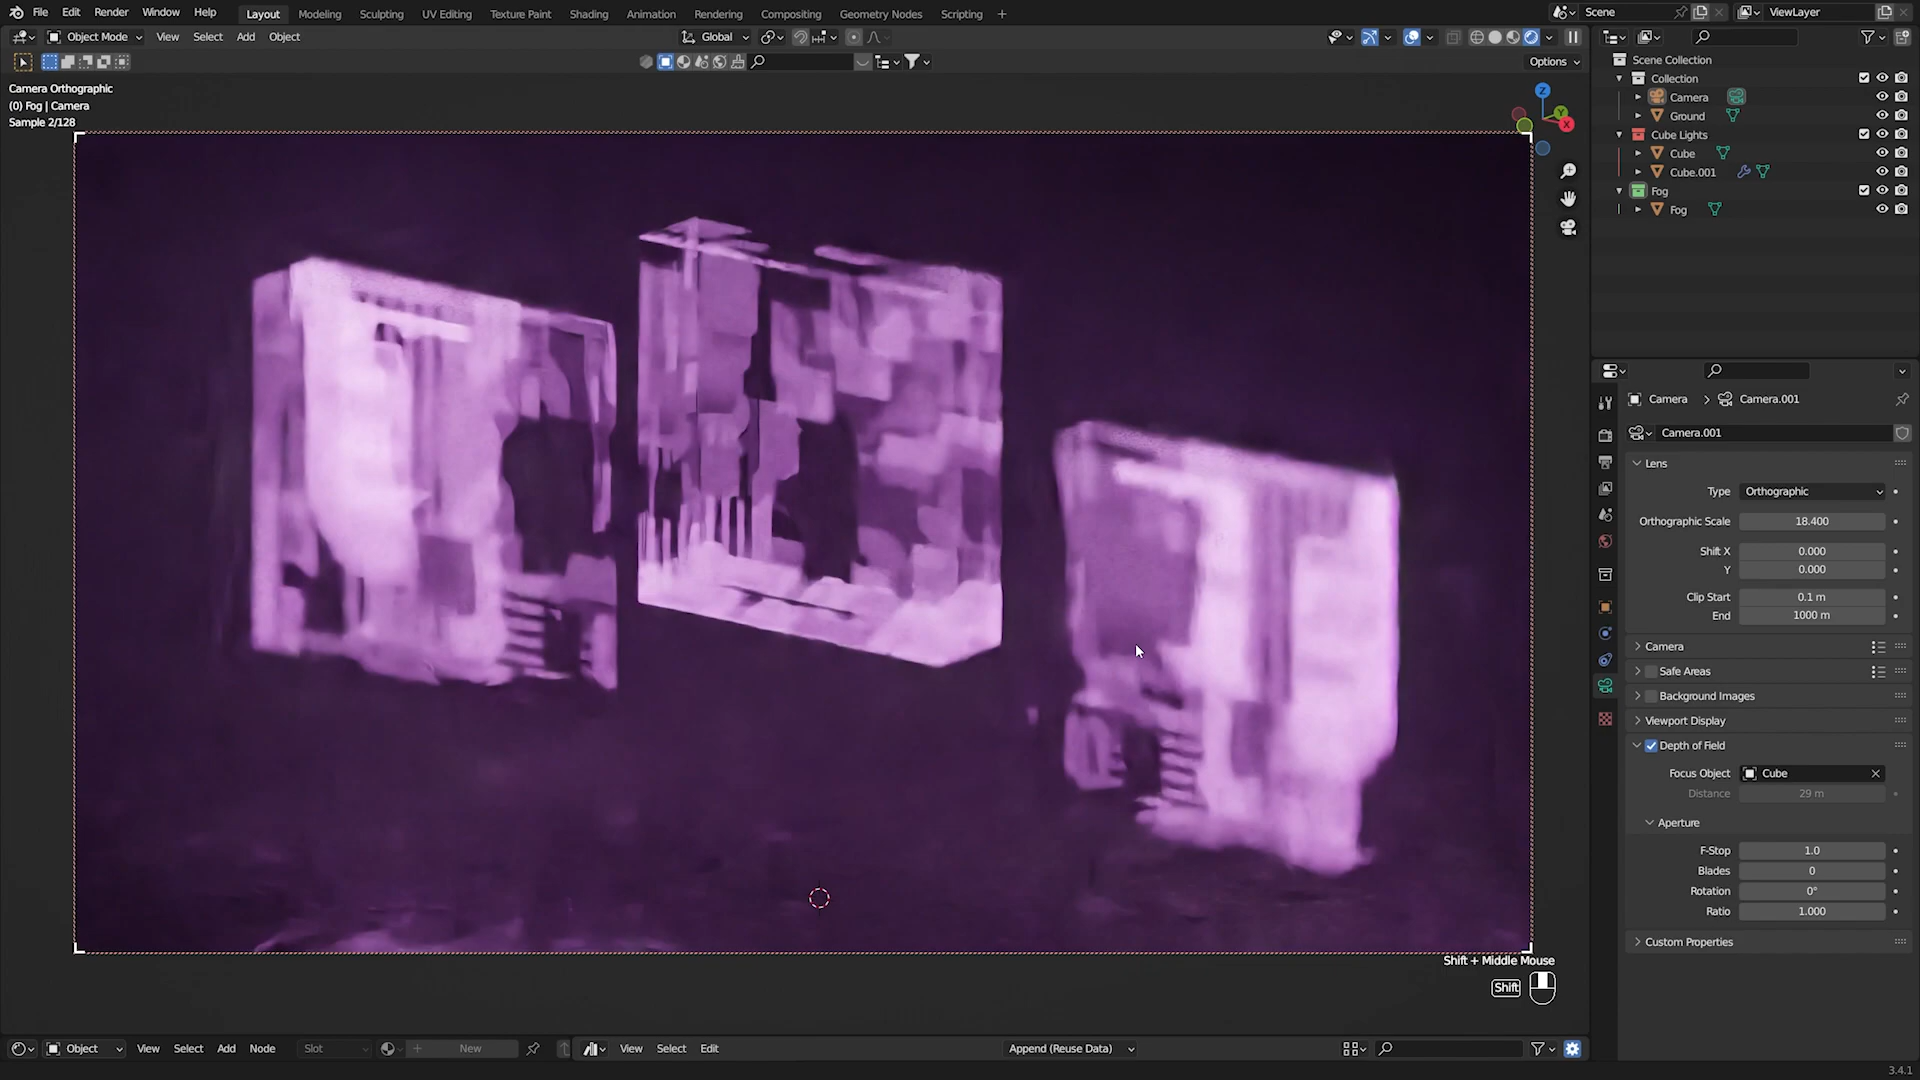 File Edit Render Window Help Layout Modeling Sculpting UV Editing Texture Paint Shading Animation Rendering Compositing Geometry Nodes Scripting + Scene ViewLayer
Object Mode View Select Add Object Global
Options
Camera Orthographic
(0) Fog | Camera
Sample 2/128
Z
Y
X
Scene Collection
Collection
Camera
Ground
Cube Lights
Cube
Cube.001
Fog
Fog
Camera > Camera.001
Camera.001
Lens
Type Orthographic
Orthographic Scale 18.400
Shift X 0.000
Y 0.000
Clip Start 0.1 m
End 1000 m
Camera
Safe Areas
Background Images
Viewport Display
Depth of Field
Focus Object Cube
Distance 29 m
Aperture
F-Stop 1.0
Blades 0
Rotation 0°
Ratio 1.000
Custom Properties
Shift + Middle Mouse
Shift
Object View Select Add Node Slot + New View Select Edit Append (Reuse Data)
3.4.1